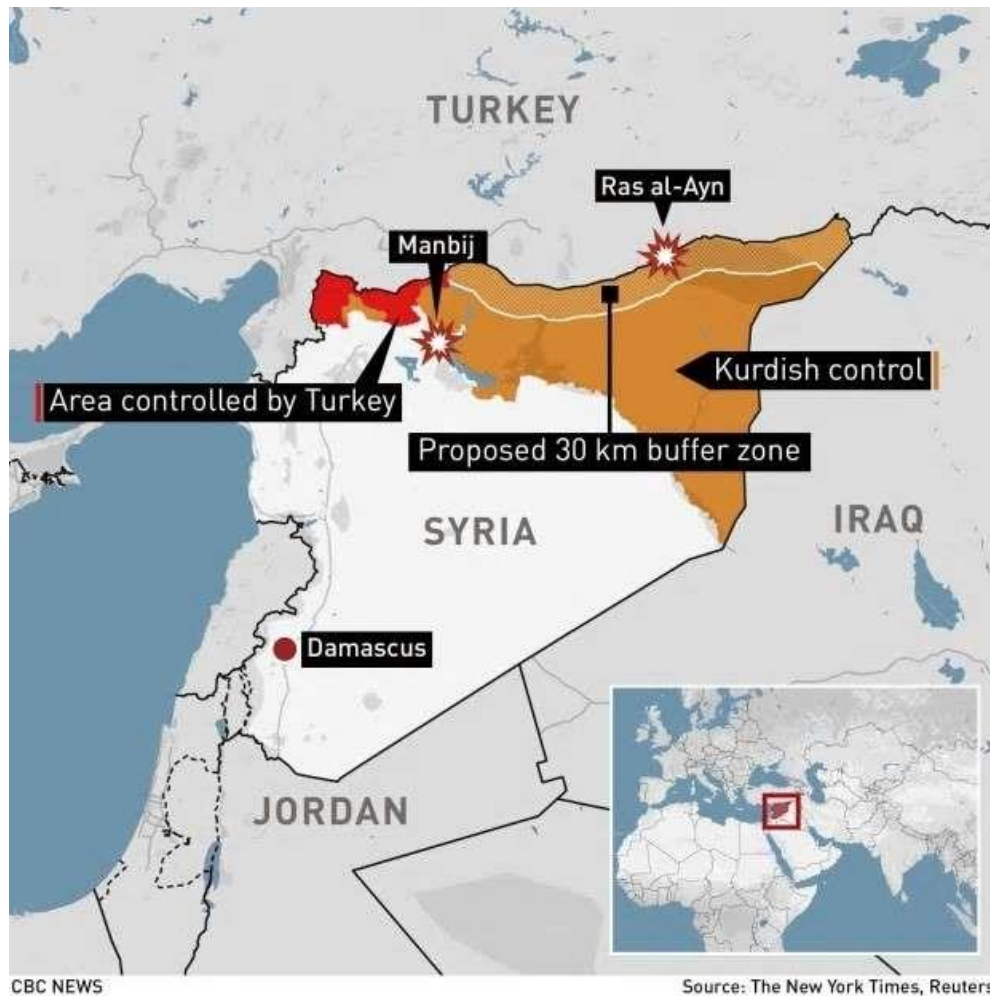 TURKEY
Ras al-Ayn
Manbij
Kurdish control
Area controlled by Turkey
Proposed 30 km buffer zone
SYRIA
IRAQ
Damascus
JORDAN
CBC NEWS
Source: The New York Times, Reuters